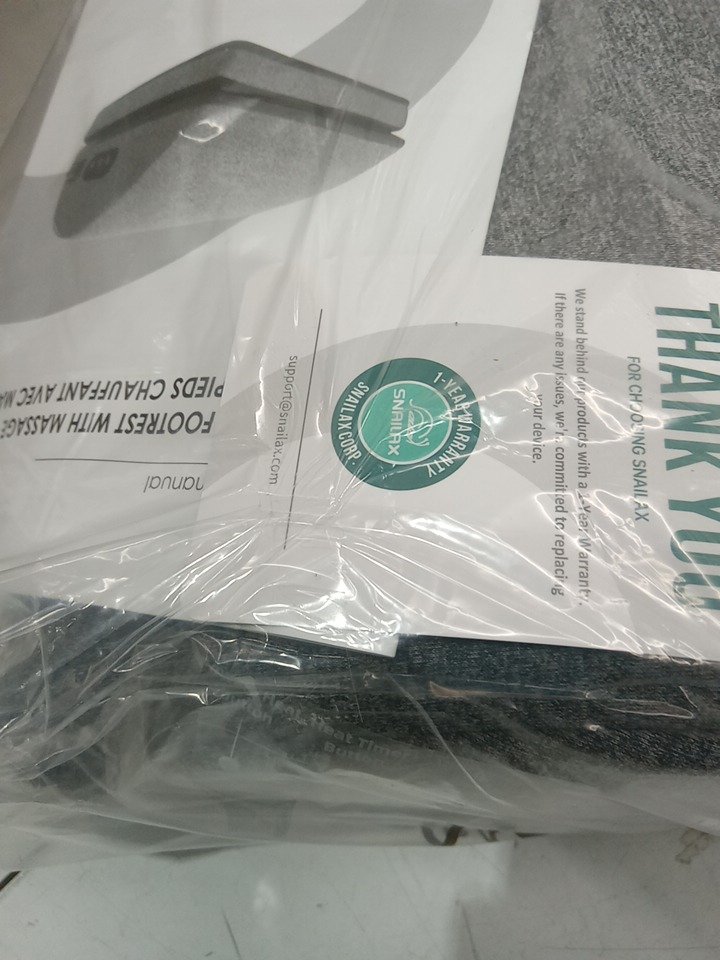 THANK YOU
FOR CHOOSING SNAILAX
We stand behind our products with a 1-Year Warranty.
If there are any issues, we're committed to replacing
your device.
1-YEAR WARRANTY
SNAILAX
SNAILAX CORP
support@snailax.com
manual
FOOTREST WITH MASSAGE
PIEDS CHAUFFANT AVEC MA